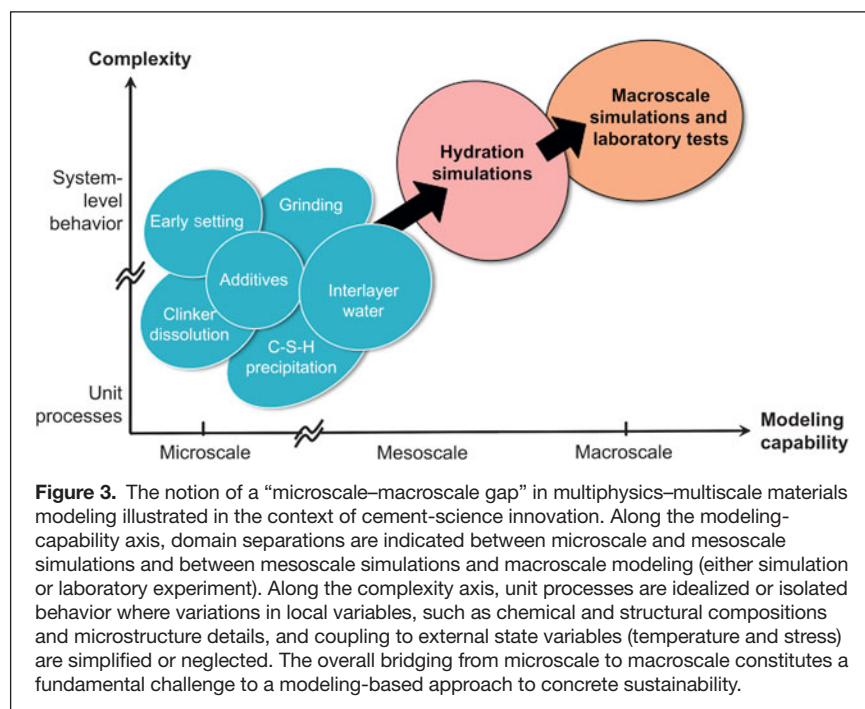 Complexity
System-
level
behavior
Unit
processes
Early setting
Grinding
Additives
Clinker
dissolution
Interlayer
water
C-S-H
precipitation
Hydration
simulations
Macroscale
simulations and
laboratory tests
Microscale
Mesoscale
Macroscale
Modeling
capability
Figure 3. The notion of a “microscale–macroscale gap” in multiphysics–multiscale materials
modeling illustrated in the context of cement-science innovation. Along the modeling-
capability axis, domain separations are indicated between microscale and mesoscale
simulations and between mesoscale simulations and macroscale modeling (either simulation
or laboratory experiment). Along the complexity axis, unit processes are idealized or isolated
behavior where variations in local variables, such as chemical and structural compositions
and microstructure details, and coupling to external state variables (temperature and stress)
are simplified or neglected. The overall bridging from microscale to macroscale constitutes a
fundamental challenge to a modeling-based approach to concrete sustainability.